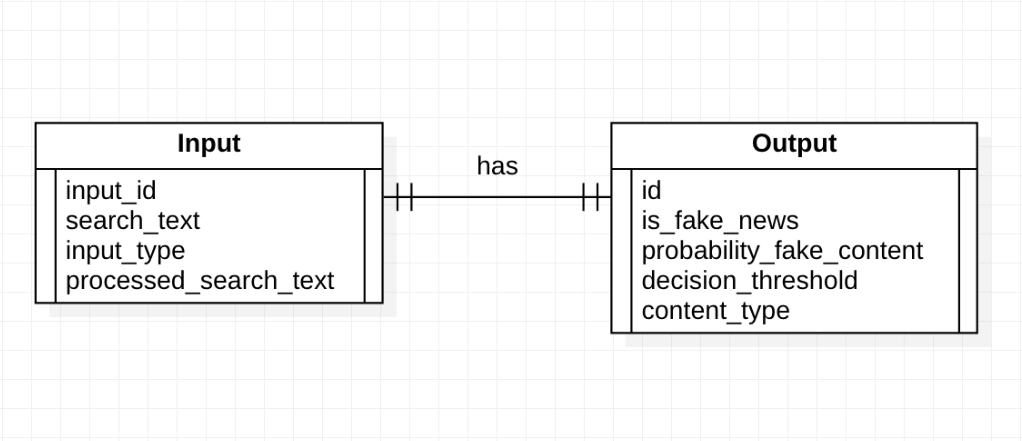 Input
input_id
search_text
input_type
processed_search_text
has
Output
id
is_fake_news
probability_fake_content
decision_threshold
content_type